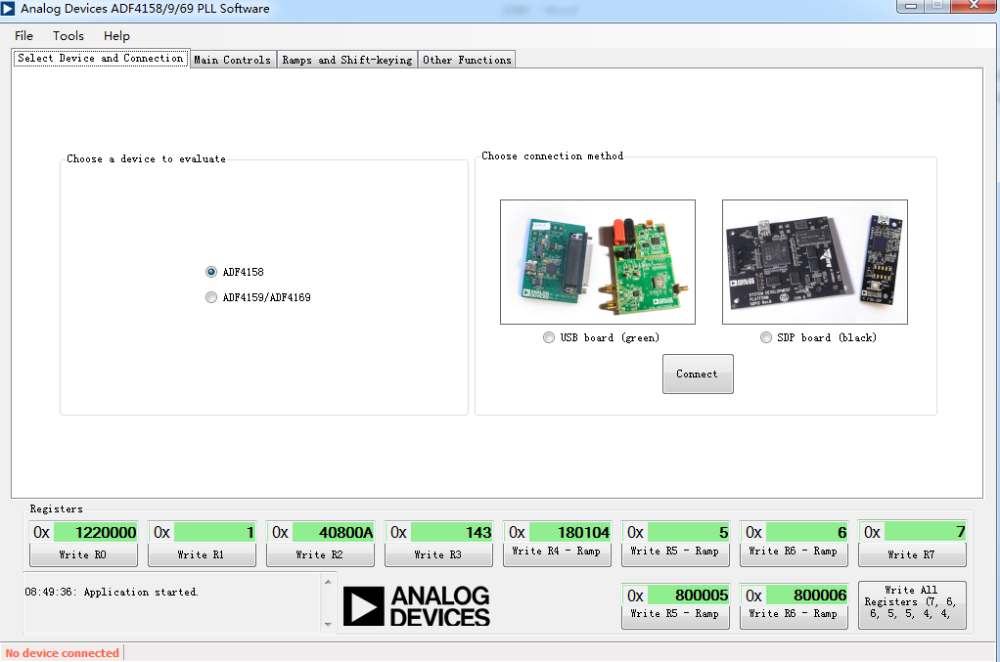 Analog Devices ADF4158/9/69 PLL Software
File Tools Help
Select Device and Connection Main Controls Ramps and Shift-keying Other Functions
Choose a device to evaluate
ADF4158
ADF4159/ADF4169
Choose connection method
ANALOG
DEVICES
SYSTEM DEVELOPMENT
PLATFORM
USB board (green)
SDP board (black)
Connect
Registers
0x 1220000 0x 1 0x 40800A 0x 143 0x 180104 0x 5 0x 6 0x 7
Write R0 Write R1 Write R2 Write R3 Write R4 - Ramp Write R5 - Ramp Write R6 - Ramp Write R7
08:49:36: Application started.
ANALOG
DEVICES
0x 800005 0x 800006
Write R5 - Ramp Write R6 - Ramp
Write All
Registers (7, 6,
6, 5, 5, 4, 4,
No device connected